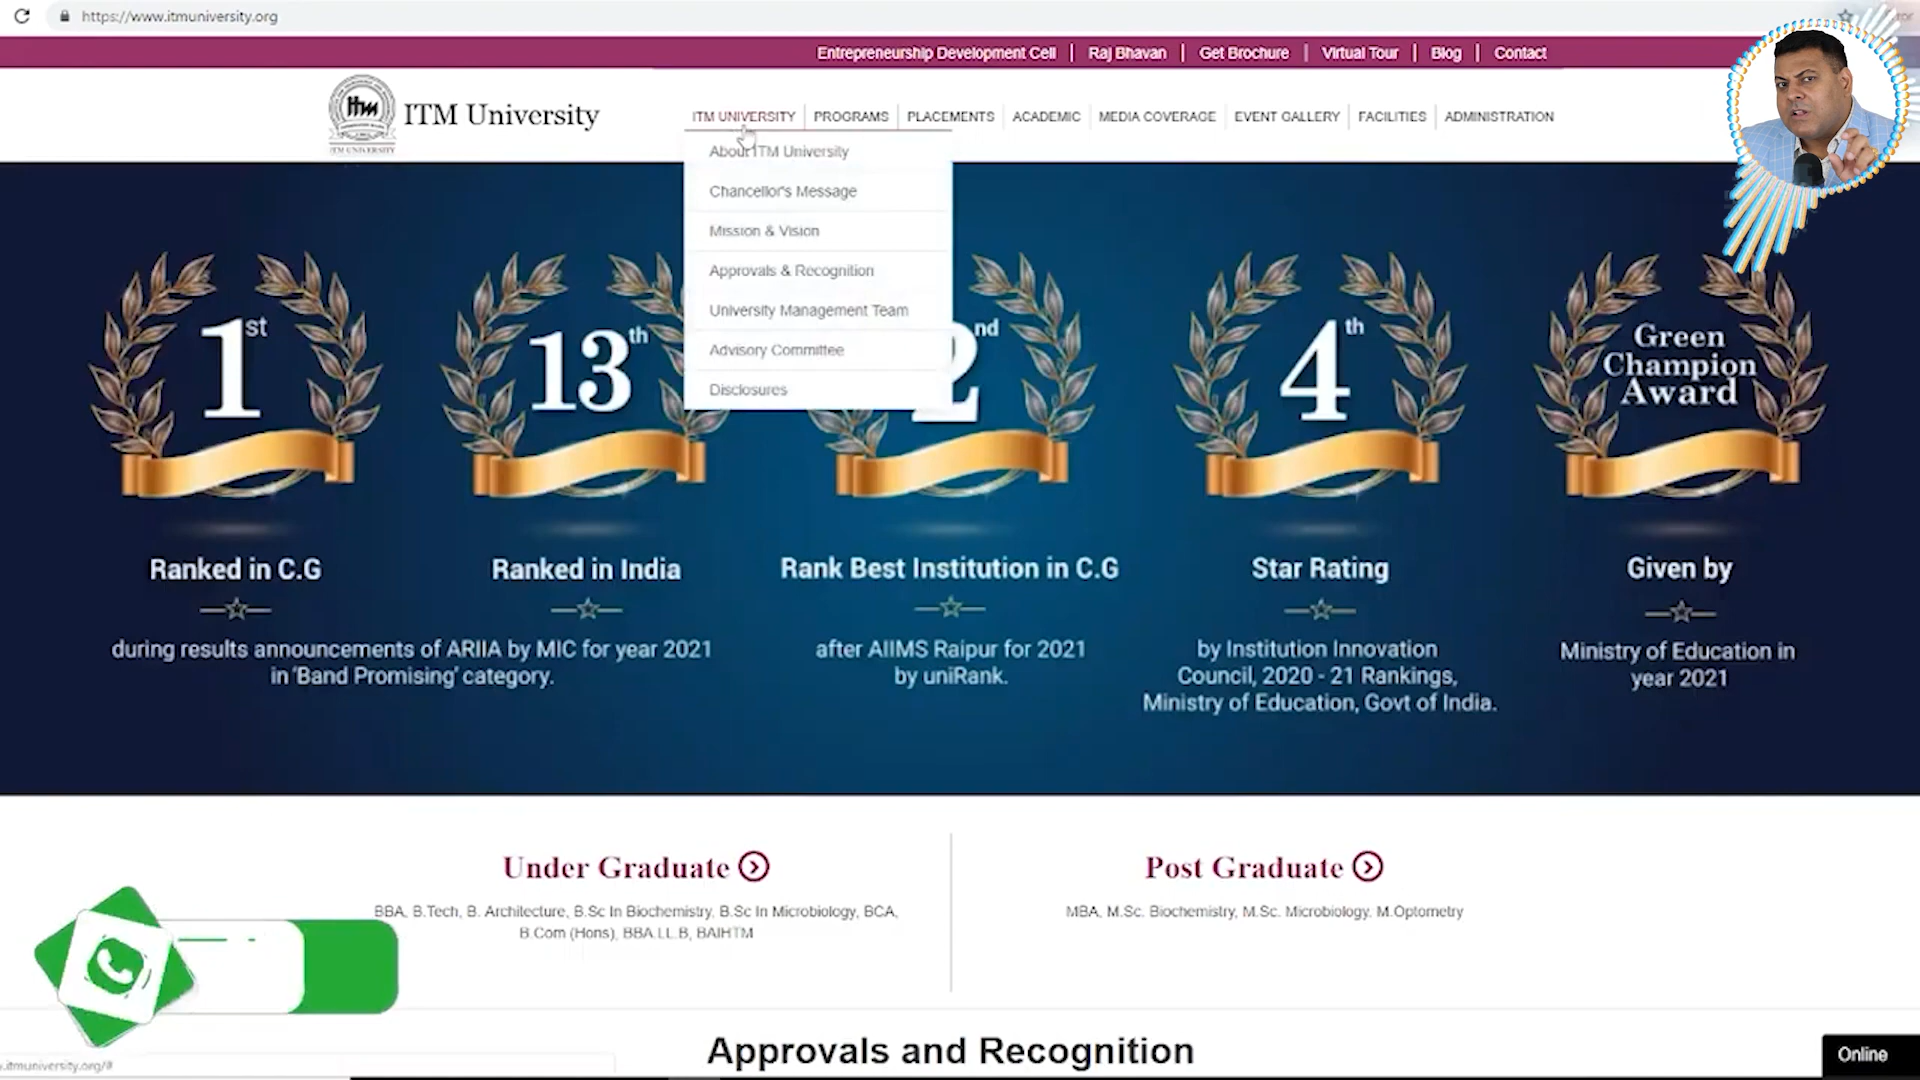 https://www.itmuniversity.org
Entrepreneurship Development Cell | Raj Bhavan | Get Brochure | Virtual Tour | Blog | Contact
Itm
ITM UNIVERSITY
ITM University
ITM UNIVERSITY PROGRAMS PLACEMENTS ACADEMIC MEDIA COVERAGE EVENT GALLERY FACILITIES ADMINISTRATION
About ITM University
Chancellor's Message
Mission & Vision
Approvals & Recognition
University Management Team
Advisory Committee
Disclosures
1st
13th
2nd
4th
Green
Champion
Award
Ranked in C.G
Ranked in India
Rank Best Institution in C.G
Star Rating
Given by
during results announcements of ARIIA by MIC for year 2021
in 'Band Promising' category.
after AIIMS Raipur for 2021
by uniRank.
by Institution Innovation
Council, 2020 - 21 Rankings,
Ministry of Education, Govt of India.
Ministry of Education in
year 2021
Under Graduate
BBA, B.Tech, B. Architecture, B.Sc In Biochemistry, B.Sc In Microbiology, BCA,
B.Com (Hons), BBA.LL.B, BAIHTM
Post Graduate
MBA, M.Sc. Biochemistry, M.Sc. Microbiology, M.Optometry
Approvals and Recognition
.itmuniversity.org/#
Online